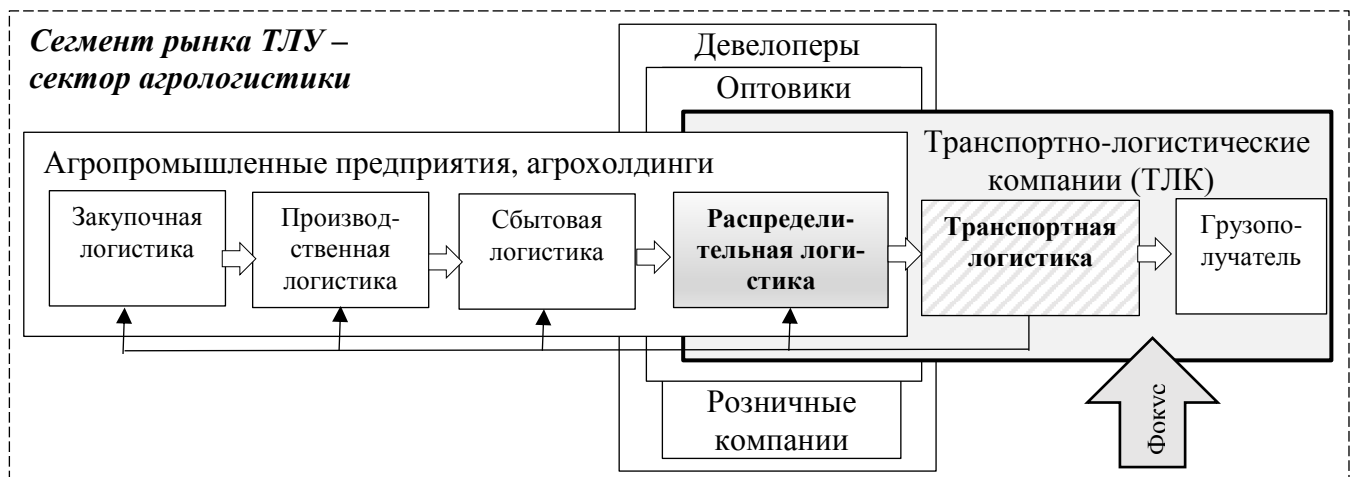 Сегмент рынка ТЛУ –
сектор агрологистики
Девелоперы
Оптовики
Транспортно-логистические
компании (ТЛК)
Агропромышленные предприятия, агрохолдинги
Закупочная
логистика
Производ-
ственная
логистика
Сбытовая
логистика
Распредели-
тельная логи-
стика
Транспортная
логистика
Грузопо-
лучатель
Розничные
компании
Фокус